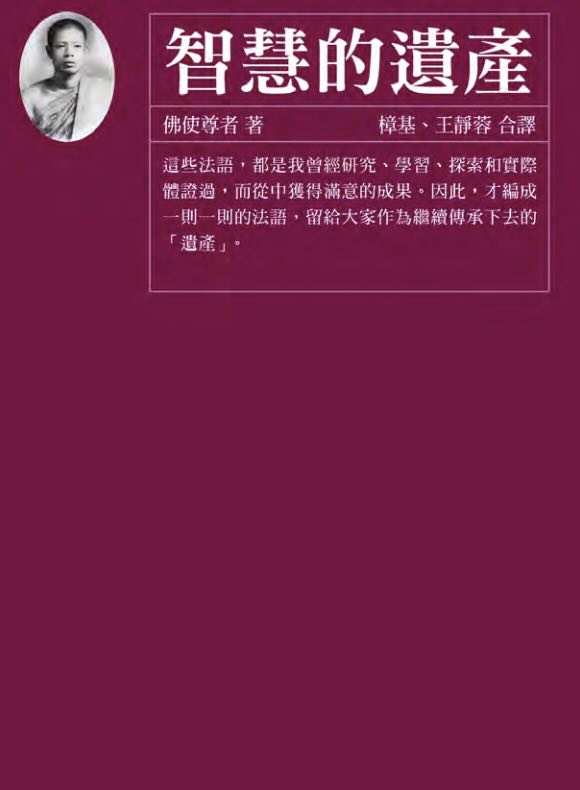 智慧的遺產
佛使尊者 著 樟基、王靜蓉 合譯
這些法語，都是我曾經研究、學習、探索和實際
體證過，而從中獲得滿意的成果。因此，才編成
一則一則的法語，留給大家作為繼續傳承下去的
「遺產」。